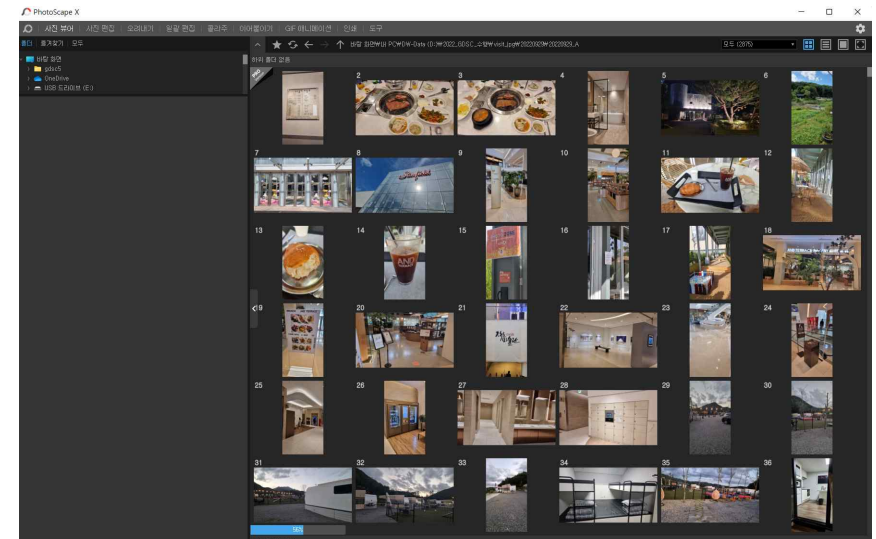 PhotoScape X
사진 뷰어 | 사진 편집 | 오려내기 | 원클릭 편집 | 콜라주 | 이어붙이기 | GIF 애니메이션 | 인쇄 | 도구
폴더 | 즐겨찾기 | 모두
모두 (2875)
바탕 화면
하위 폴더 없음
gdsc5
OneDrive
USB 드라이브 (E:)
PRO
2 3 4 5 6
7 8 9 10 11 12
13 14 15 16 17 18
19 20 21 22 23 24
25 26 27 28 29 30
31 32 33 34 35 36